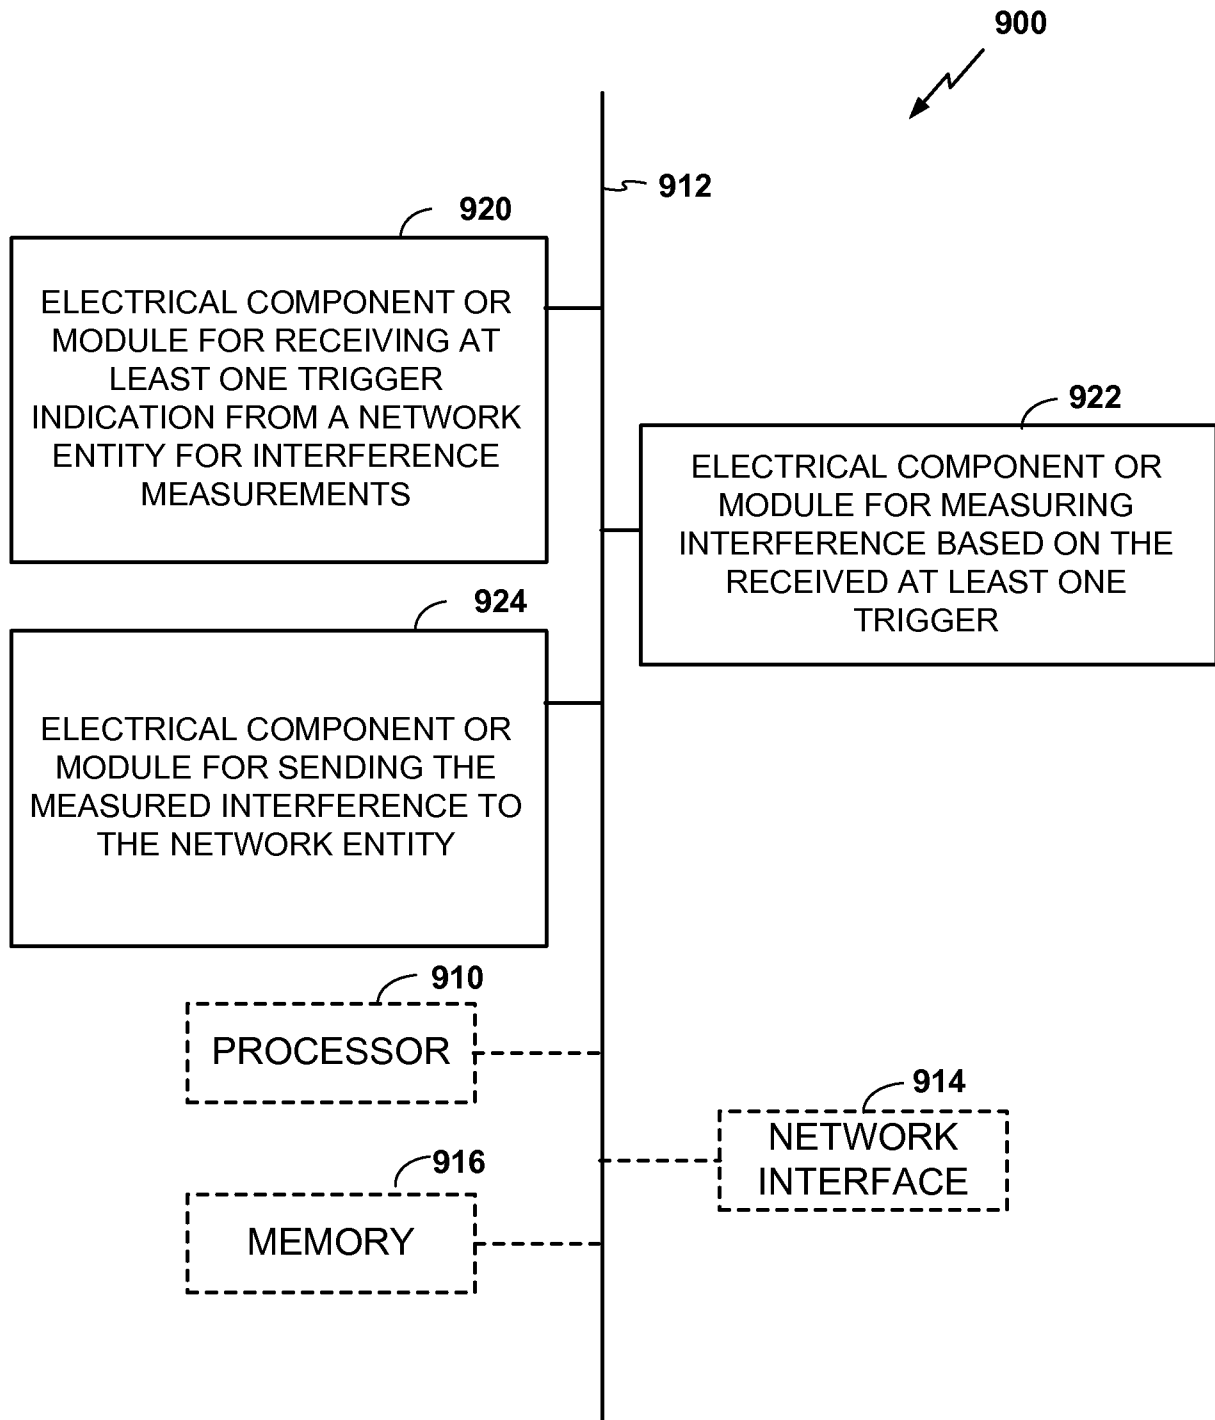 900
912
920
ELECTRICAL COMPONENT OR
MODULE FOR RECEIVING AT
LEAST ONE TRIGGER
INDICATION FROM A NETWORK
ENTITY FOR INTERFERENCE
MEASUREMENTS
922
ELECTRICAL COMPONENT OR
MODULE FOR MEASURING
INTERFERENCE BASED ON THE
RECEIVED AT LEAST ONE
TRIGGER
924
ELECTRICAL COMPONENT OR
MODULE FOR SENDING THE
MEASURED INTERFERENCE TO
THE NETWORK ENTITY
910
PROCESSOR
914
NETWORK
INTERFACE
916
MEMORY